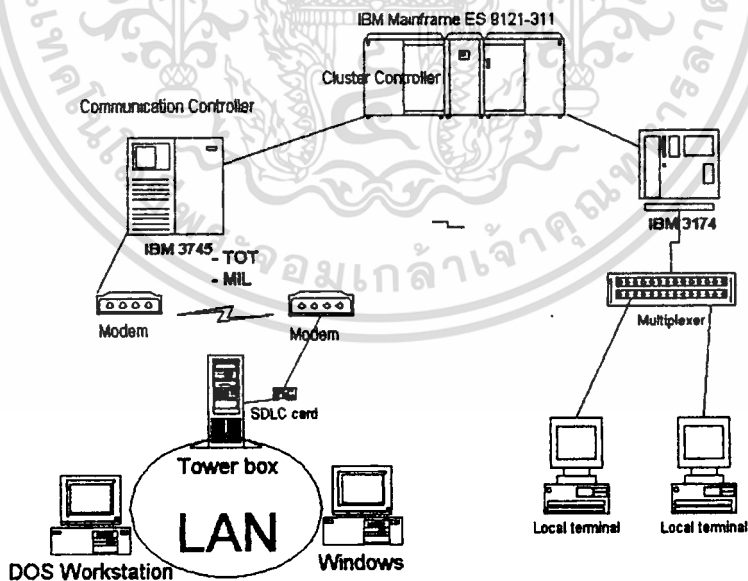 IBM Mainframe ES 9121-311
Cluster Controller
Communication Controller
IBM 3745
- TOT
- MIL
IBM 3174
Modem
Modem
Multiplexer
SDLC card
Tower box
LAN
DOS Workstation
Windows
Local terminal
Local terminal